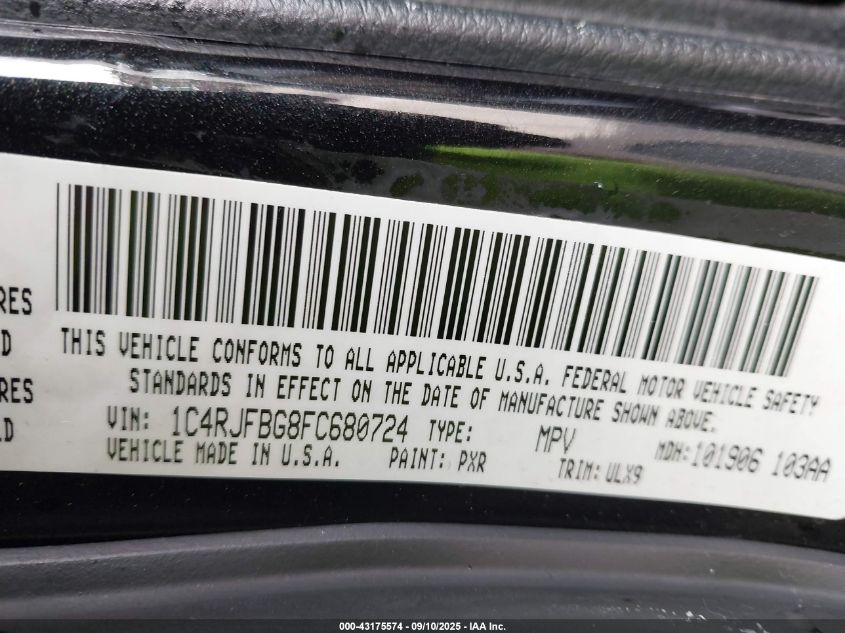 RES
D
RES
LD
THIS VEHICLE CONFORMS TO ALL APPLICABLE U.S.A. FEDERAL MOTOR VEHICLE SAFETY
STANDARDS IN EFFECT ON THE DATE OF MANUFACTURE SHOWN ABOVE.
VIN: 1C4RJFBG8FC680724 TYPE: MPV MDH:101906 103AA
VEHICLE MADE IN U.S.A. PAINT: PXR TRIM: ULX9
000-43175574 - 09/10/2025 - IAA Inc.